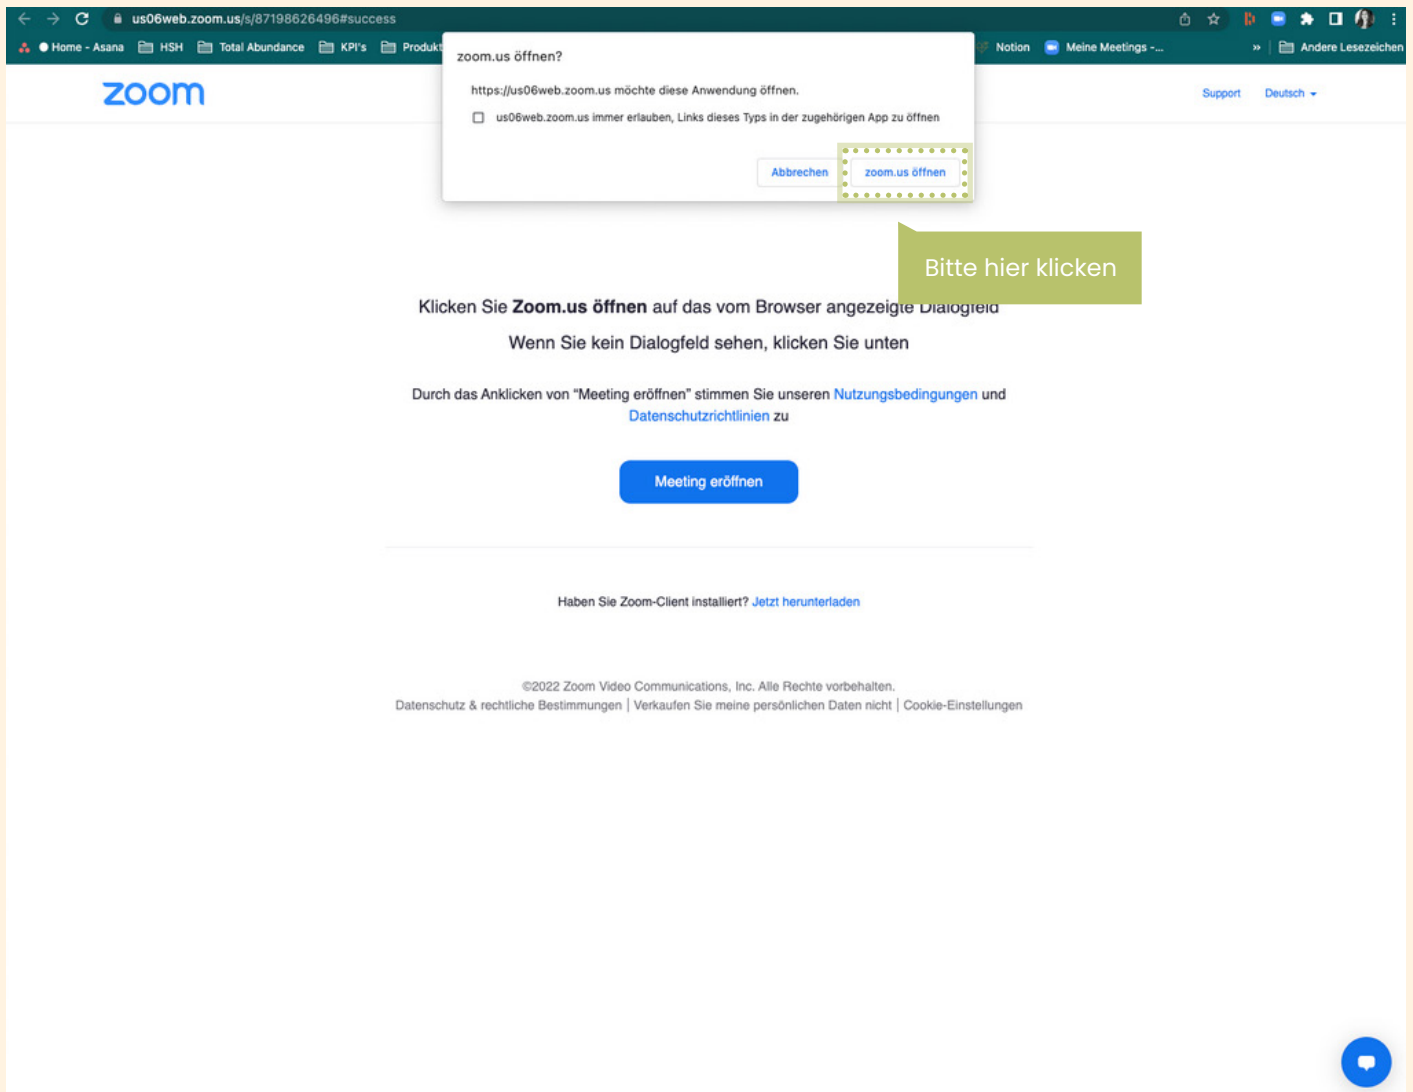 us06web.zoom.us/s/87198626496#success
Home - Asana HSH Total Abundance KPI's Produkt Notion Meine Meetings -... » Andere Lesezeichen
zoom.us öffnen?
https://us06web.zoom.us möchte diese Anwendung öffnen.
us06web.zoom.us immer erlauben, Links dieses Typs in der zugehörigen App zu öffnen
Abbrechen zoom.us öffnen
zoom
Support Deutsch
Bitte hier klicken
Klicken Sie Zoom.us öffnen auf das vom Browser angezeigte Dialogfeld
Wenn Sie kein Dialogfeld sehen, klicken Sie unten
Durch das Anklicken von “Meeting eröffnen” stimmen Sie unseren Nutzungsbedingungen und
Datenschutzrichtlinien zu
Meeting eröffnen
Haben Sie Zoom-Client installiert? Jetzt herunterladen
©2022 Zoom Video Communications, Inc. Alle Rechte vorbehalten.
Datenschutz & rechtliche Bestimmungen | Verkaufen Sie meine persönlichen Daten nicht | Cookie-Einstellungen